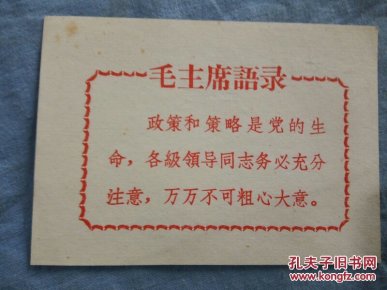 毛主席語录
政策和策略是党的生
命，各級領导同志务必充分
注意，万万不可粗心大意。
孔夫子旧书网
www.kongfz.com